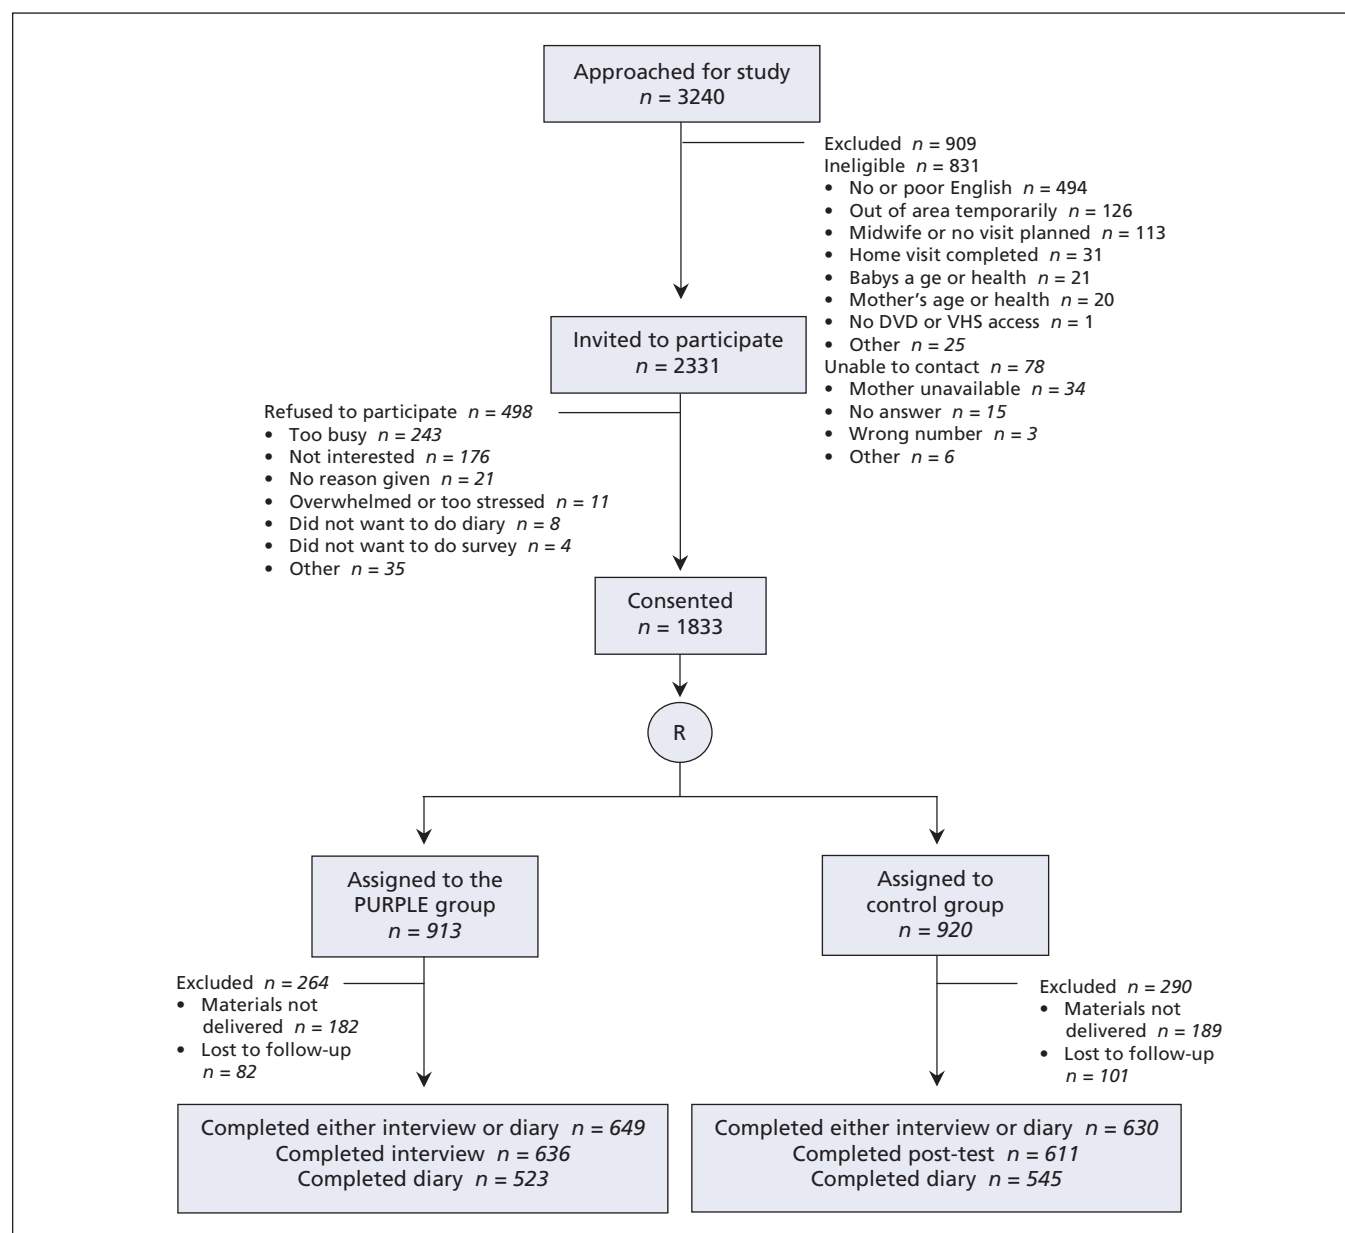 Approached for study
n = 3240
Excluded n = 909
Ineligible n = 831
• No or poor English n = 494
• Out of area temporarily n = 126
• Midwife or no visit planned n = 113
• Home visit completed n = 31
• Babys a ge or health n = 21
• Mother's age or health n = 20
• No DVD or VHS access n = 1
• Other n = 25
Unable to contact n = 78
• Mother unavailable n = 34
• No answer n = 15
• Wrong number n = 3
• Other n = 6
Invited to participate
n = 2331
Refused to participate n = 498
• Too busy n = 243
• Not interested n = 176
• No reason given n = 21
• Overwhelmed or too stressed n = 11
• Did not want to do diary n = 8
• Did not want to do survey n = 4
• Other n = 35
Consented
n = 1833
R
Assigned to the
PURPLE group
n = 913
Assigned to
control group
n = 920
Excluded n = 264
• Materials not
delivered n = 182
• Lost to follow-up
n = 82
Excluded n = 290
• Materials not
delivered n = 189
• Lost to follow-up
n = 101
Completed either interview or diary n = 649
Completed interview n = 636
Completed diary n = 523
Completed either interview or diary n = 630
Completed post-test n = 611
Completed diary n = 545